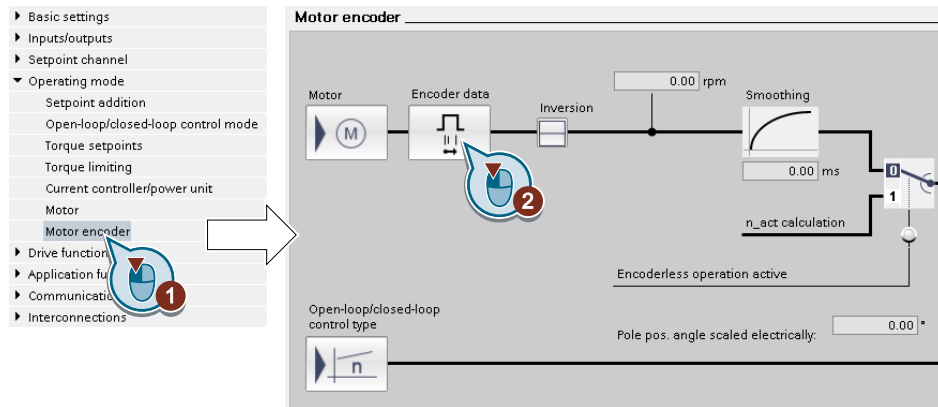 Basic settings
Inputs/outputs
Setpoint channel
Operating mode
Setpoint addition
Open-loop/closed-loop control mode
Torque setpoints
Torque limiting
Current controller/power unit
Motor
Motor encoder
Drive function
Application fu
Communicatio
Interconnections
1
Motor encoder
0.00 rpm
Motor
Encoder data
Inversion
Smoothing
M
0.00 ms
0
1
2
n_act calculation
Encoderless operation active
Open-loop/closed-loop
control type
n
Pole pos. angle scaled electrically:
0.00 °